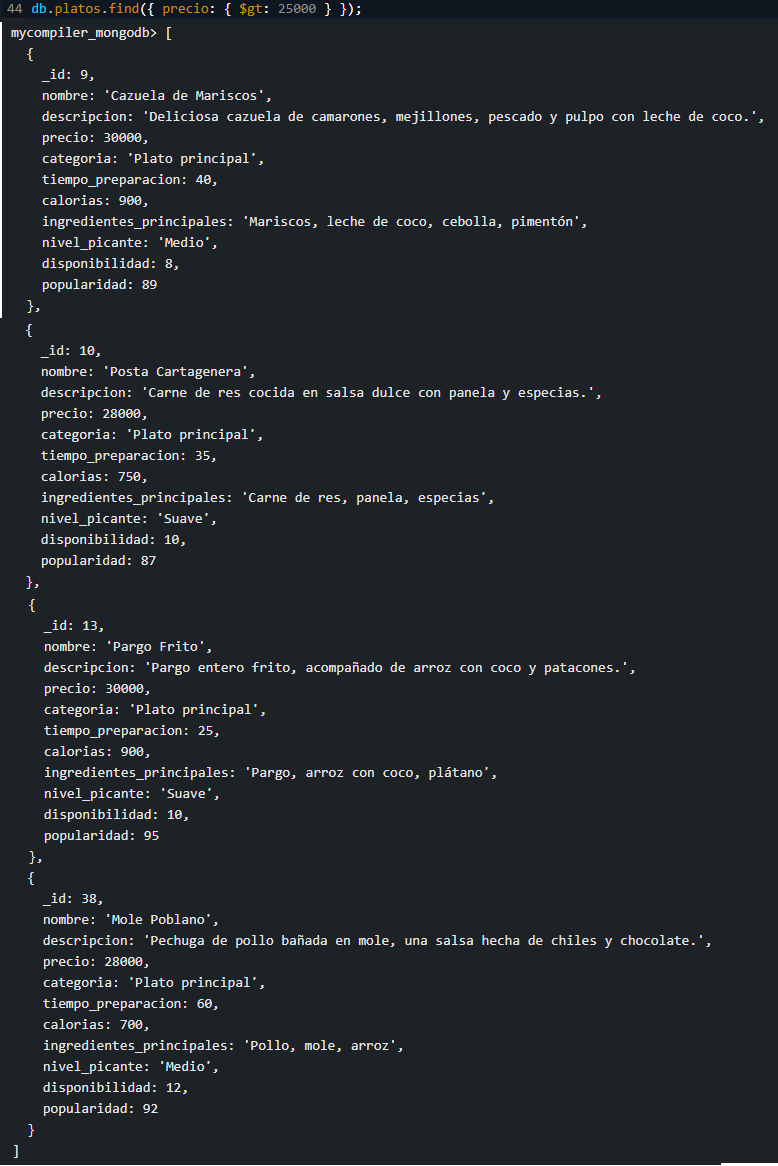 44 db.platos.find({ precio: { $gt: 25000 } });
mycompiler_mongodb> [
  {
    _id: 9,
    nombre: 'Cazuela de Mariscos',
    descripcion: 'Deliciosa cazuela de camarones, mejillones, pescado y pulpo con leche de coco.',
    precio: 30000,
    categoria: 'Plato principal',
    tiempo_preparacion: 40,
    calorias: 900,
    ingredientes_principales: 'Mariscos, leche de coco, cebolla, pimentón',
    nivel_picante: 'Medio',
    disponibilidad: 8,
    popularidad: 89
  },
  {
    _id: 10,
    nombre: 'Posta Cartagenera',
    descripcion: 'Carne de res cocida en salsa dulce con panela y especias.',
    precio: 28000,
    categoria: 'Plato principal',
    tiempo_preparacion: 35,
    calorias: 750,
    ingredientes_principales: 'Carne de res, panela, especias',
    nivel_picante: 'Suave',
    disponibilidad: 10,
    popularidad: 87
  },
  {
    _id: 13,
    nombre: 'Pargo Frito',
    descripcion: 'Pargo entero frito, acompañado de arroz con coco y patacones.',
    precio: 30000,
    categoria: 'Plato principal',
    tiempo_preparacion: 25,
    calorias: 900,
    ingredientes_principales: 'Pargo, arroz con coco, plátano',
    nivel_picante: 'Suave',
    disponibilidad: 10,
    popularidad: 95
  },
  {
    _id: 38,
    nombre: 'Mole Poblano',
    descripcion: 'Pechuga de pollo bañada en mole, una salsa hecha de chiles y chocolate.',
    precio: 28000,
    categoria: 'Plato principal',
    tiempo_preparacion: 60,
    calorias: 700,
    ingredientes_principales: 'Pollo, mole, arroz',
    nivel_picante: 'Medio',
    disponibilidad: 12,
    popularidad: 92
  }
]